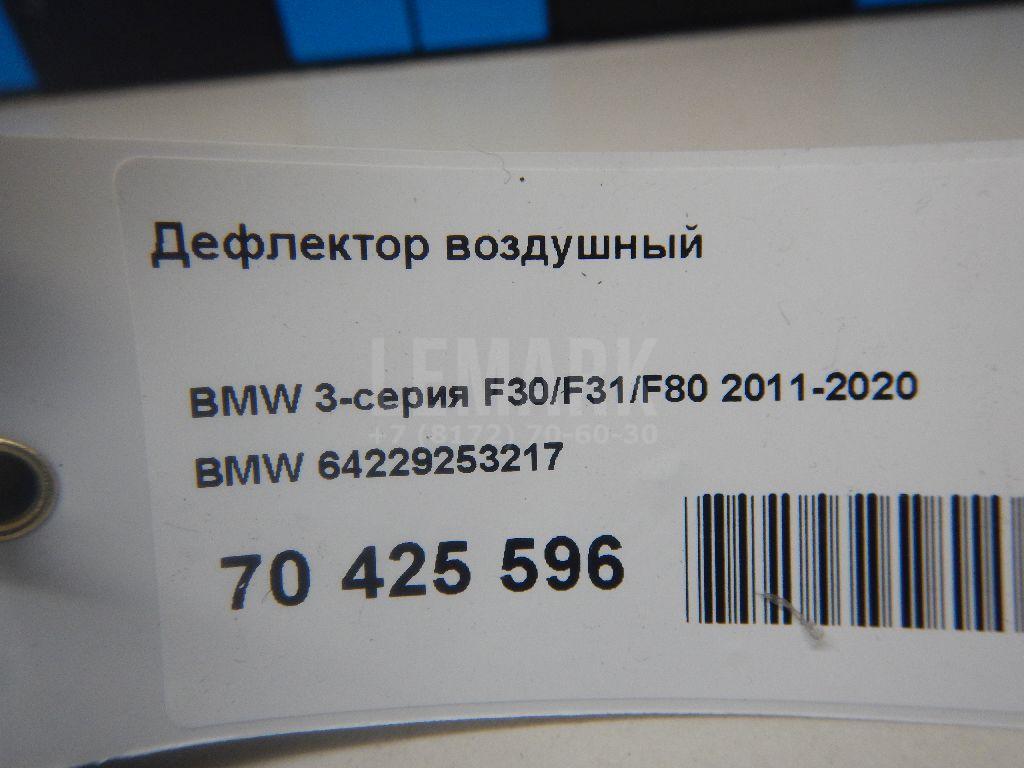 Дефлектор воздушный
LEMARK
BMW 3-серия F30/F31/F80 2011-2020
+7 (8172) 70-60-30
BMW 64229253217
70 425 596